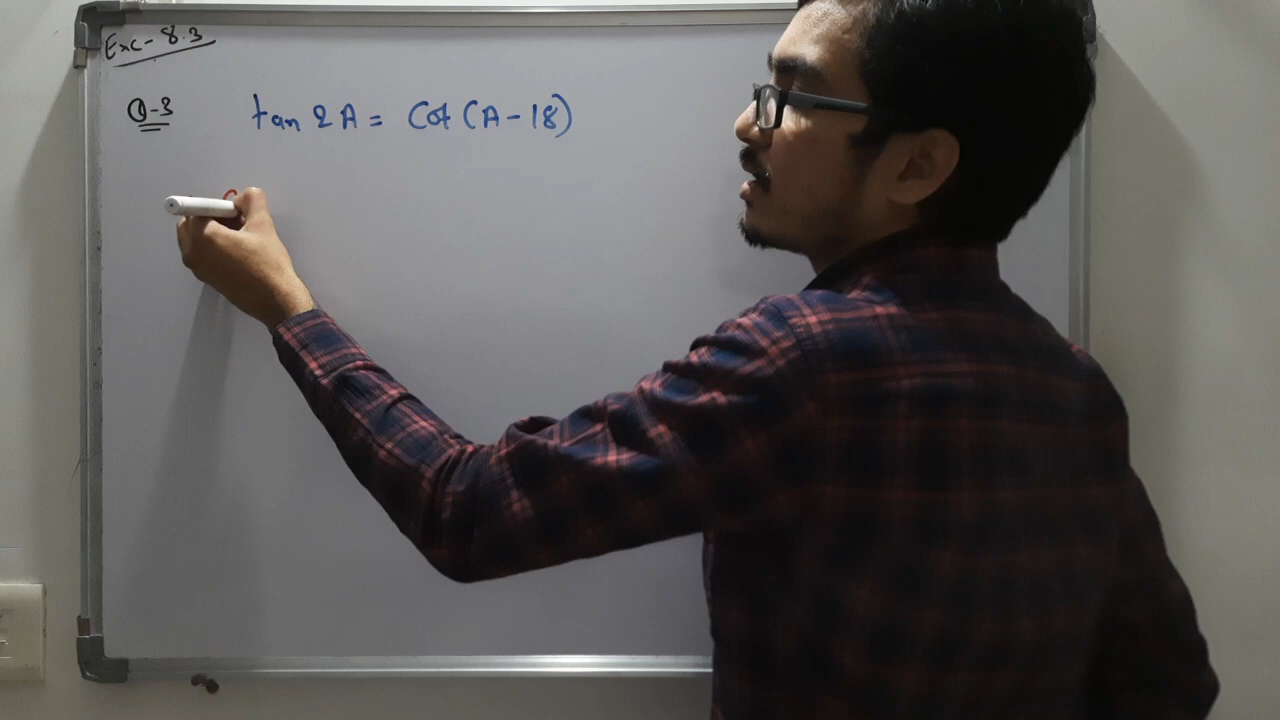 Exc-8.3
Q-3 tan 2A = Cot (A-18)